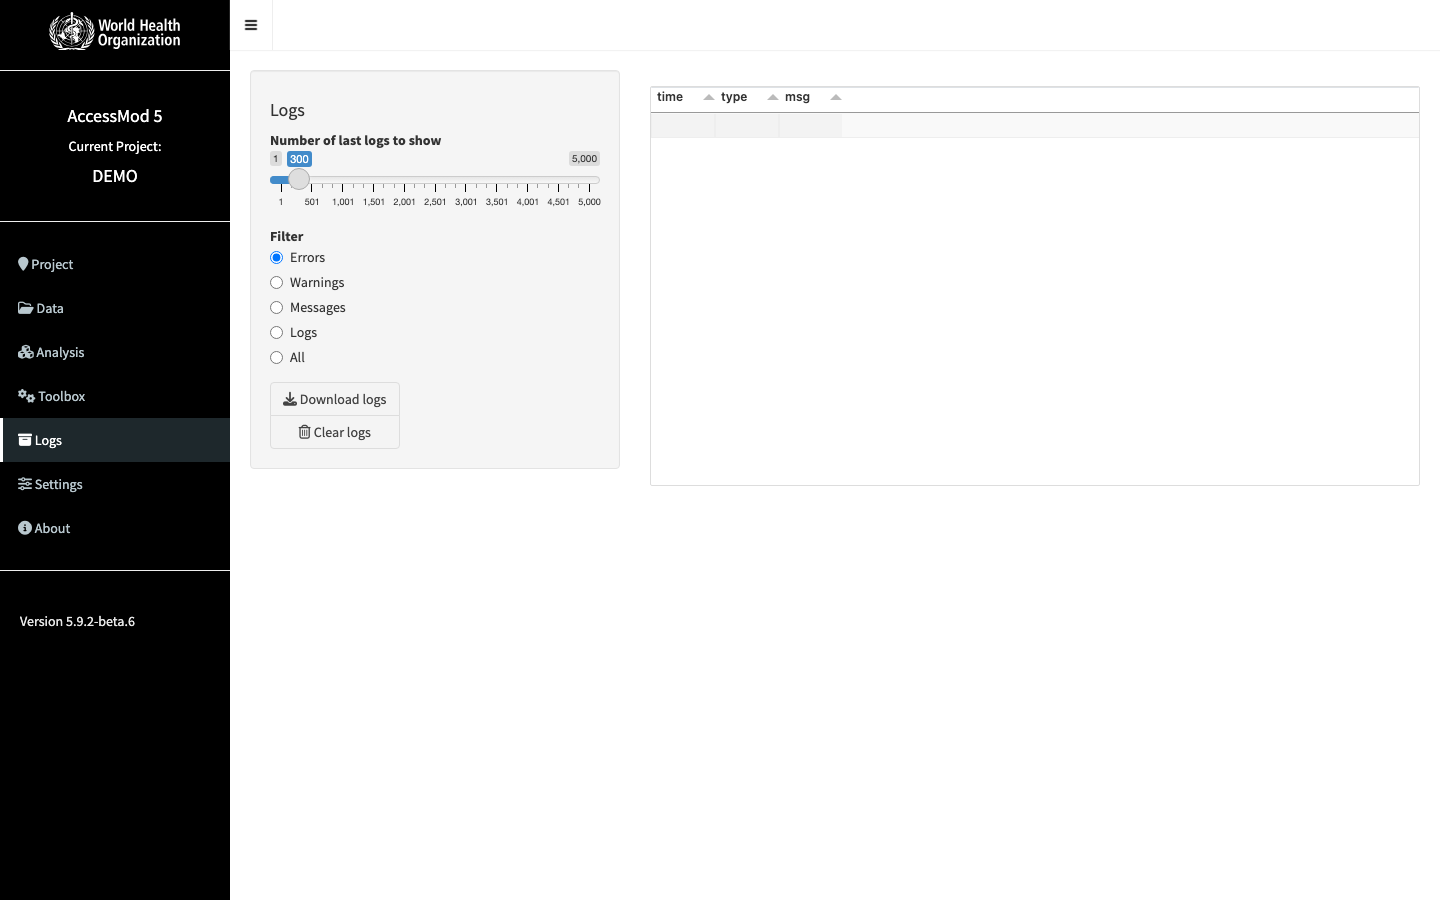 World Health
Organization
AccessMod 5
Current Project:
DEMO
Project
Data
Analysis
Toolbox
Logs
Settings
About
Version 5.9.2-beta.6
Logs
Number of last logs to show
1 300 5,000
1 501 1,001 1,501 2,001 2,501 3,001 3,501 4,001 4,501 5,000
Filter
Errors
Warnings
Messages
Logs
All
Download logs
Clear logs
time type msg